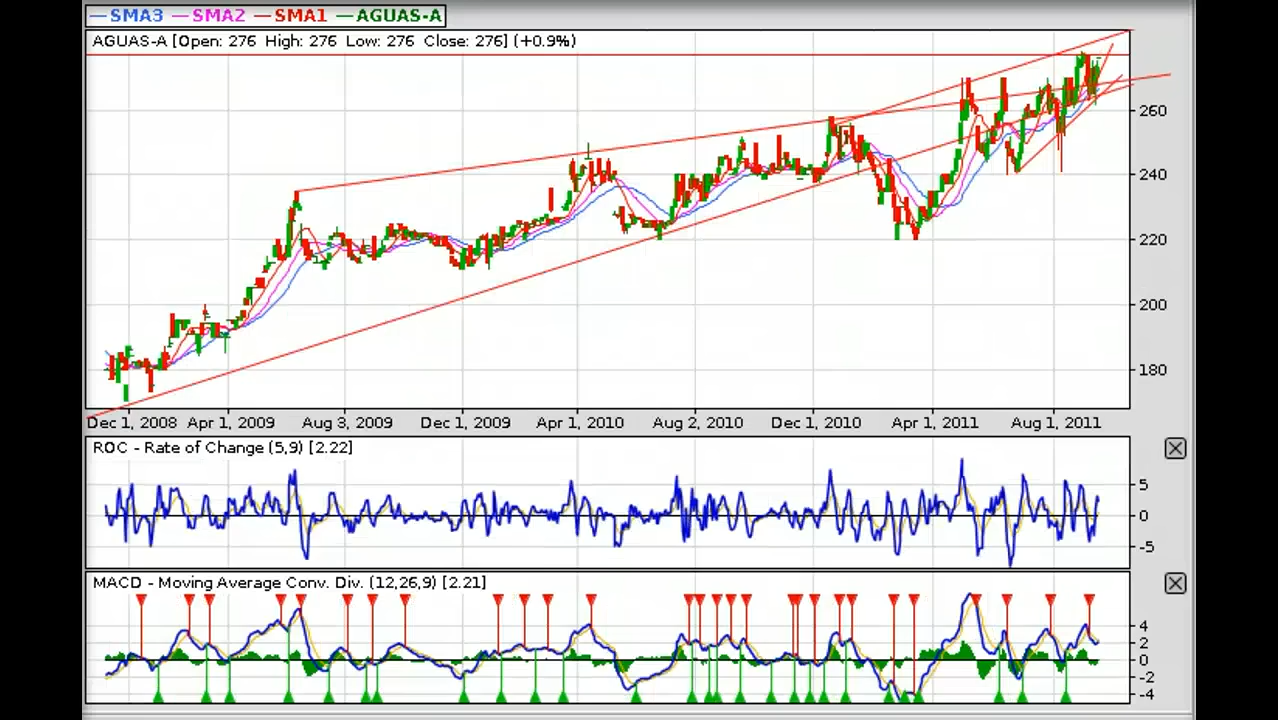 SMA3 SMA2 SMA1 AGUAS-A
AGUAS-A [Open: 276 High: 276 Low: 276 Close: 276] (+0.9%)
260
240
220
200
180
Dec 1, 2008 Apr 1, 2009 Aug 3, 2009 Dec 1, 2009 Apr 1, 2010 Aug 2, 2010 Dec 1, 2010 Apr 1, 2011 Aug 1, 2011
ROC - Rate of Change (5,9) [2.22]
5
0
-5
MACD - Moving Average Conv. Div. (12,26,9) [2.21]
4
2
0
-2
-4